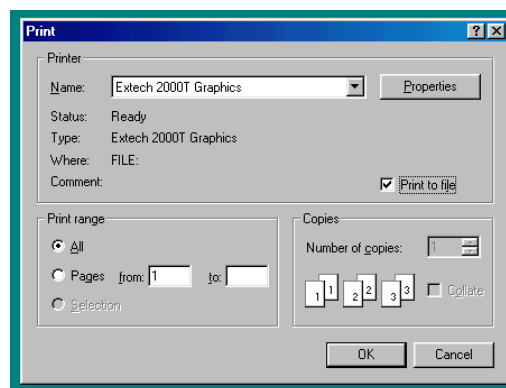 Print
Printer
Name: Extech 2000T Graphics Properties
Status: Ready
Type: Extech 2000T Graphics
Where: FILE:
Comment: Print to file
Print range
All
Pages from: 1 to:
Selection
Copies
Number of copies: 1
1 1 2 2 3 3 Collate
OK Cancel